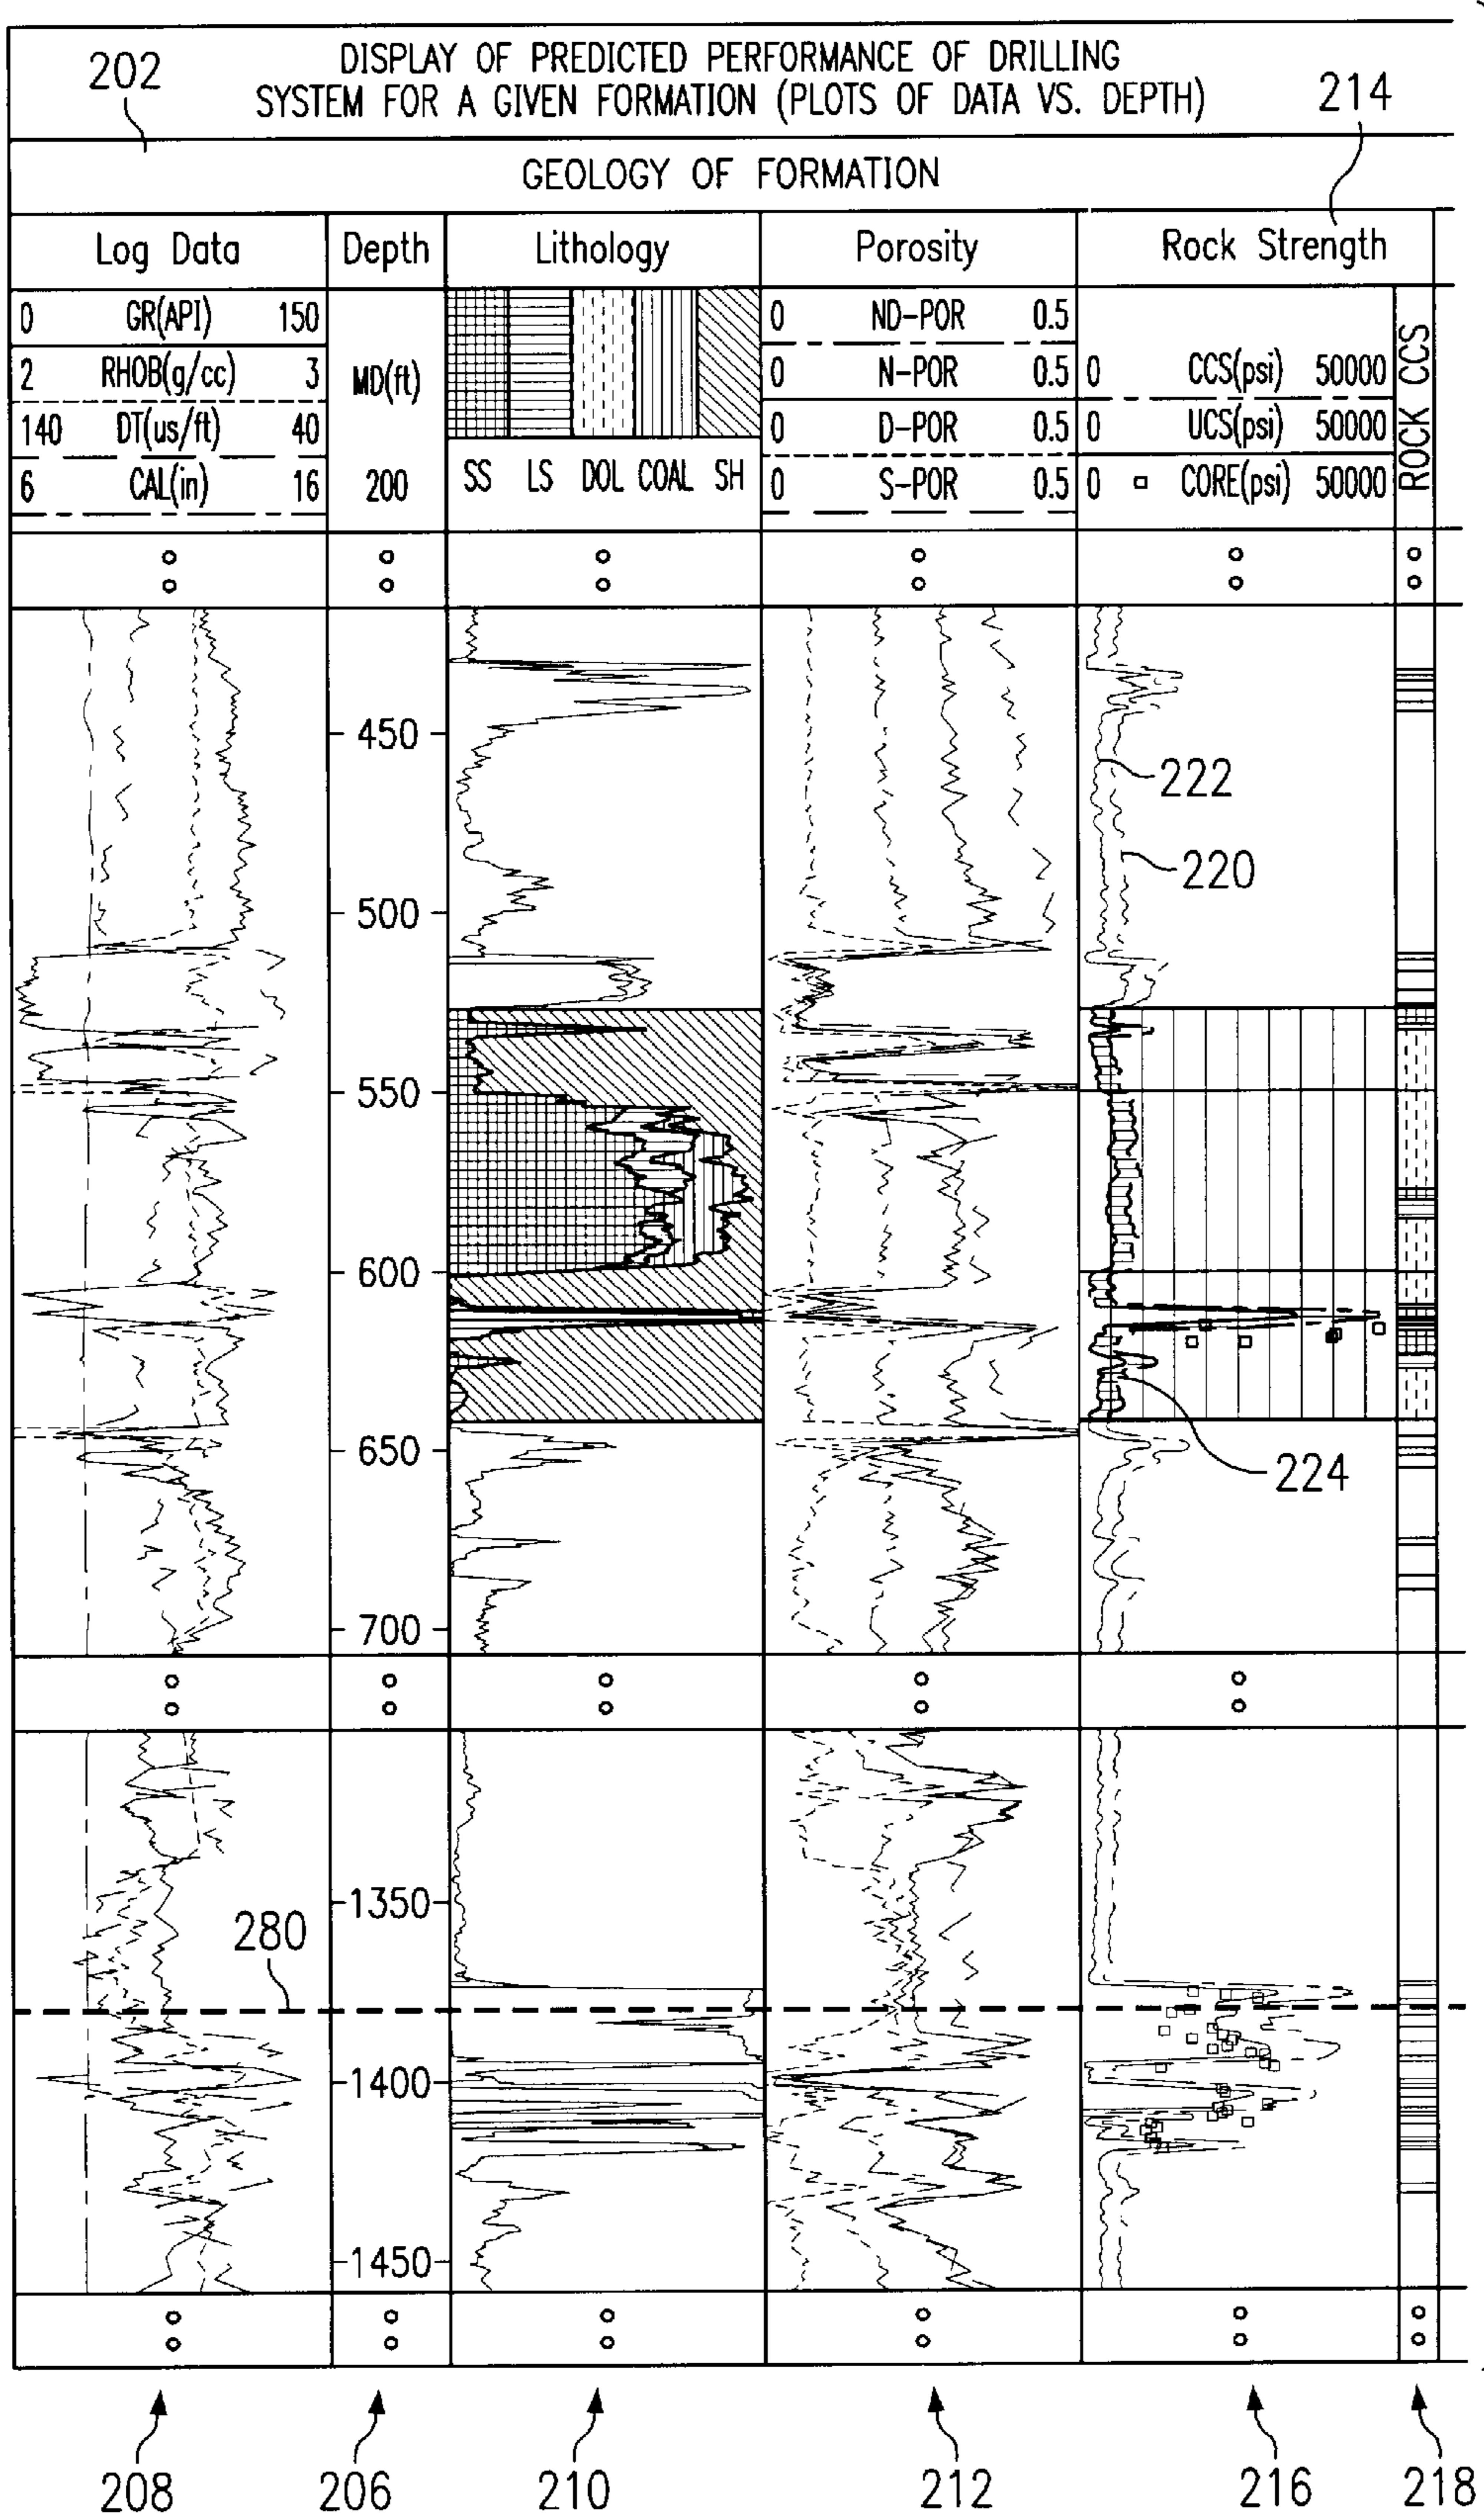 DISPLAY OF PREDICTED PERFORMANCE OF DRILLING
SYSTEM FOR A GIVEN FORMATION (PLOTS OF DATA VS. DEPTH)
202
214
GEOLOGY OF FORMATION
Log Data
Depth
Lithology
Porosity
Rock Strength
0 GR(API) 150
2 RHOB(g/cc) 3
140 DT(us/ft) 40
6 CAL(in) 16
MD(ft)
200
SS LS DOL COAL SH
0 ND-POR 0.5
0 N-POR 0.5
0 D-POR 0.5
0 S-POR 0.5
0 CCS(psi) 50000
0 UCS(psi) 50000
0 CORE(psi) 50000
ROCK CCS
450
222
220
500
550
600
650
224
700
1350
280
1400
1450
208 206 210 212 216 218